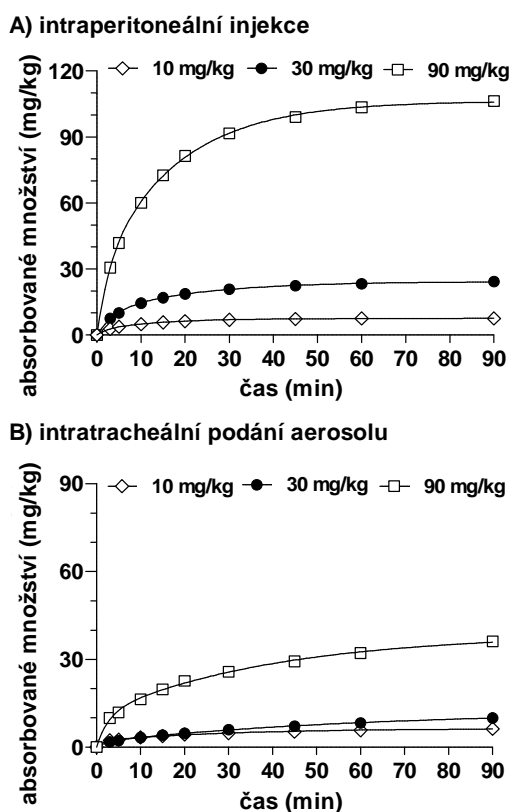 A) intraperitoneální injekce
10 mg/kg 30 mg/kg 90 mg/kg
absorbované množství (mg/kg)
120
90
60
30
0
0 10 20 30 40 50 60 70 80 90
čas (min)
B) intratracheální podání aerosolu
10 mg/kg 30 mg/kg 90 mg/kg
absorbované množství (mg/kg)
90
60
30
0
0 10 20 30 40 50 60 70 80 90
čas (min)